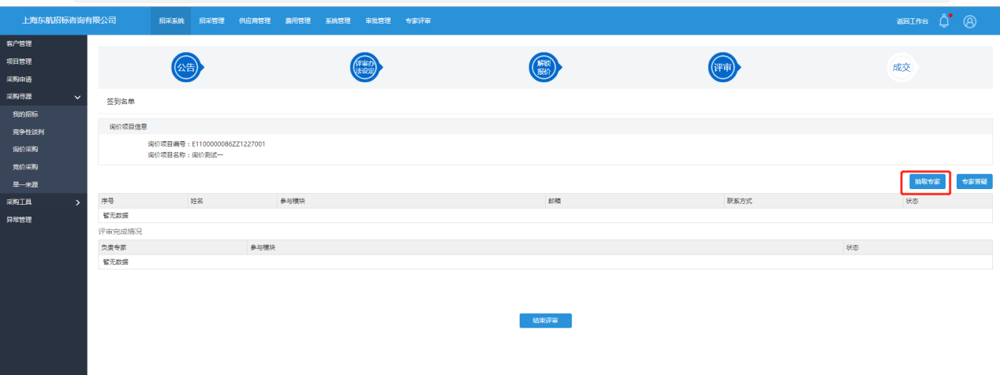 上海东航招标咨询有限公司 招采系统 招采管理 供应商管理 费用管理 系统管理 审批管理 专家评审 返回工作台
客户管理
项目管理
采购申请
采购寻源
我的招标
竞争性谈判
询价采购
竞价采购
单一来源
采购工具
异常管理
公告 评审办法设定 解锁报价 评审 成交
签到名单
询价项目信息
询价项目编号：E1100000086ZZ1227001
询价项目名称：询价测试一
抽取专家 专家答疑
序号 姓名 参与模块 邮箱 联系方式 状态
暂无数据
评审完成情况
负责专家 参与模块 状态
暂无数据
结束评审